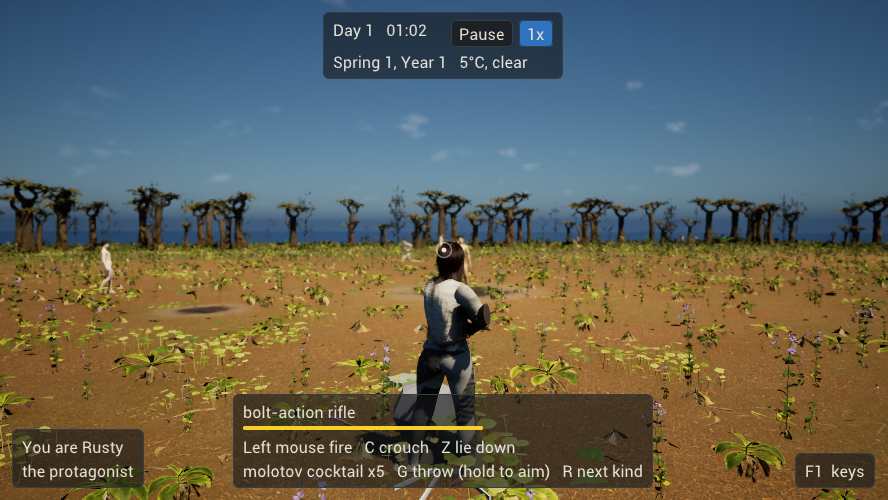 Day 1 01:02 Pause 1x
Spring 1, Year 1 5°C, clear
bolt-action rifle
Left mouse fire C crouch Z lie down
molotov cocktail x5 G throw (hold to aim) R next kind
You are Rusty
the protagonist
F1 keys